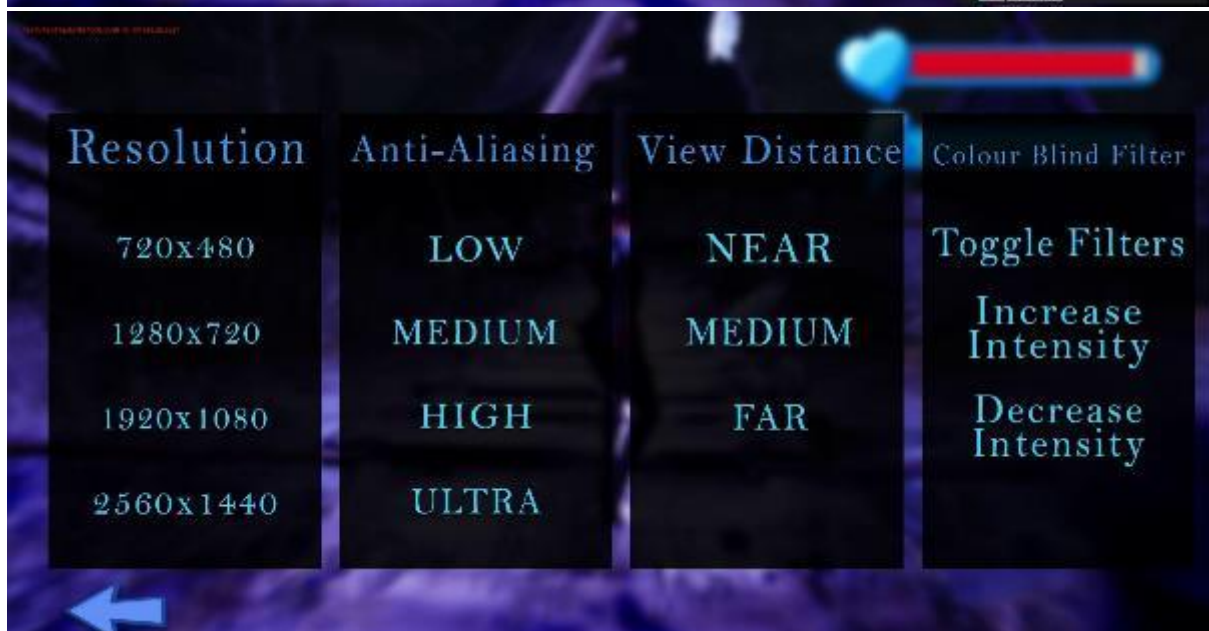 Resolution
720x480
1280x720
1920x1080
2560x1440
Anti-Aliasing
LOW
MEDIUM
HIGH
ULTRA
View Distance
NEAR
MEDIUM
FAR
Colour Blind Filter
Toggle Filters
Increase
Intensity
Decrease
Intensity